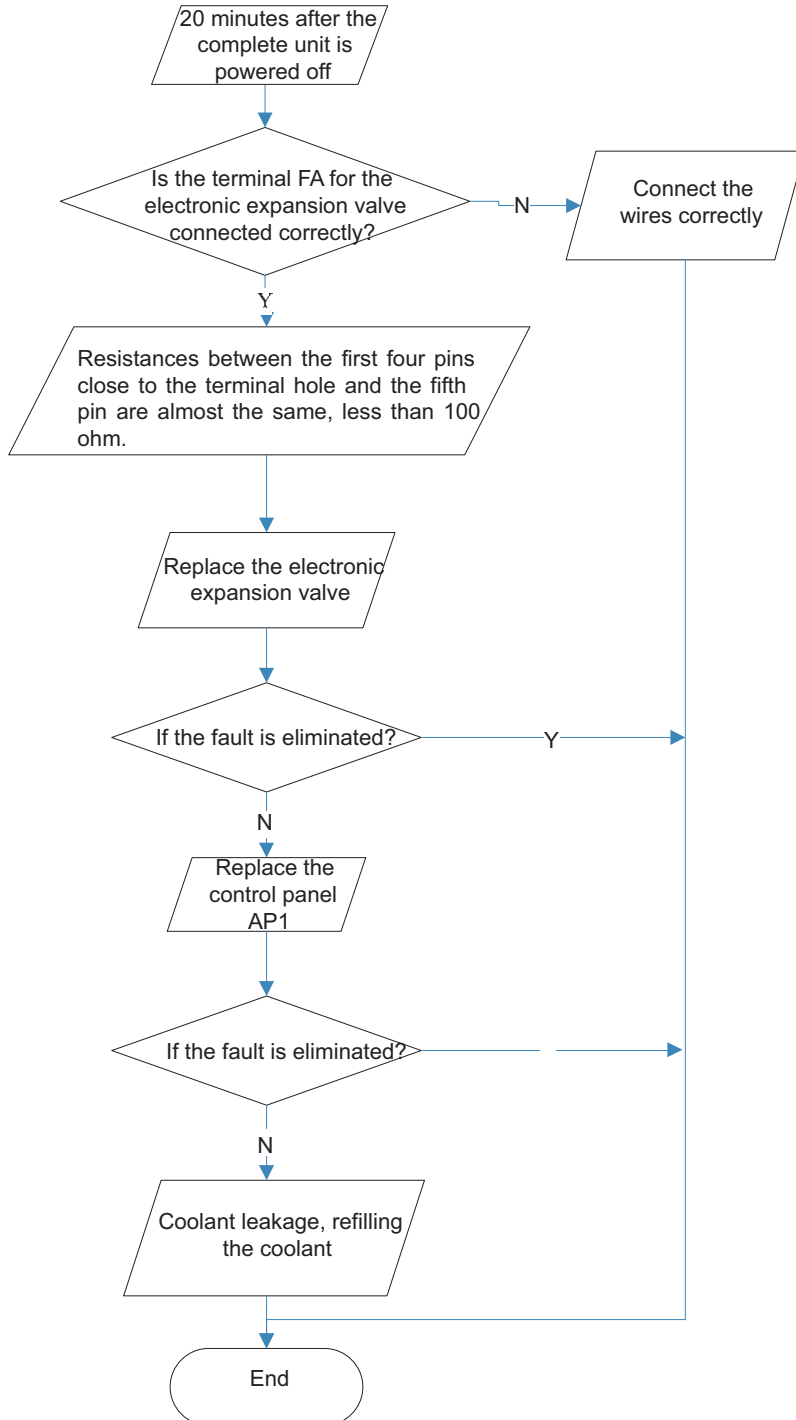 20 minutes after the
complete unit is
powered off
Is the terminal FA for the
electronic expansion valve
connected correctly?
N
Connect the
wires correctly
Y
Resistances between the first four pins
close to the terminal hole and the fifth
pin are almost the same, less than 100
ohm.
Replace the electronic
expansion valve
If the fault is eliminated?
Y
N
Replace the
control panel
AP1
If the fault is eliminated?
N
Coolant leakage, refilling
the coolant
End